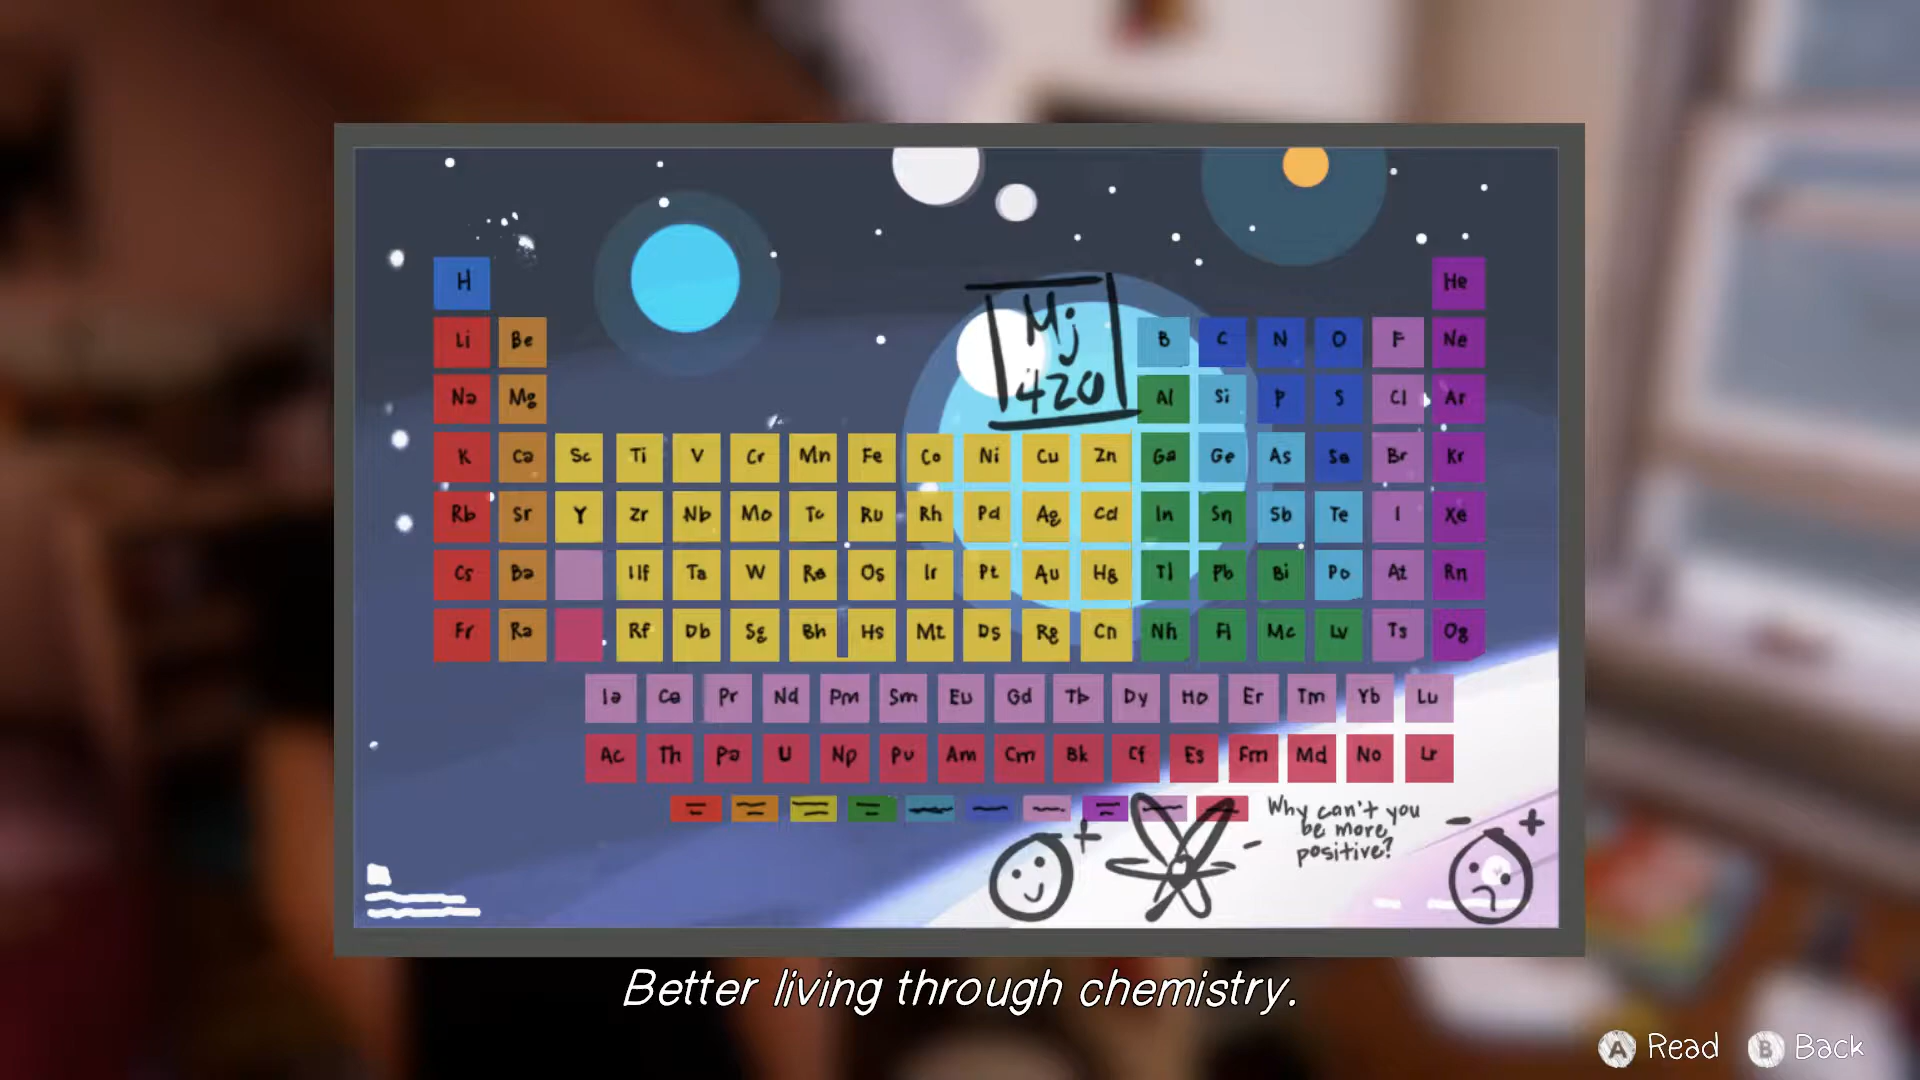 H He
Li Be B C N O F Ne
Na Mg Al Si P S Cl Ar
K Ca Sc Ti V Cr Mn Fe Co Ni Cu Zn Ga Ge As Se Br Kr
Rb Sr Y Zr Nb Mo Tc Ru Rh Pd Ag Cd In Sn Sb Te I Xe
Cs Ba Hf Ta W Re Os Ir Pt Au Hg Tl Pb Bi Po At Rn
Fr Ra Rf Db Sg Bh Hs Mt Ds Rg Cn Nh Fl Mc Lv Ts Og
Mj
420
la Ce Pr Nd Pm Sm Eu Gd Tb Dy Ho Er Tm Yb Lu
Ac Th Pa U Np Pu Am Cm Bk Cf Es Fm Md No Lr
Why can't you
be more
positive?
+ - - +
Better living through chemistry.
A Read B Back